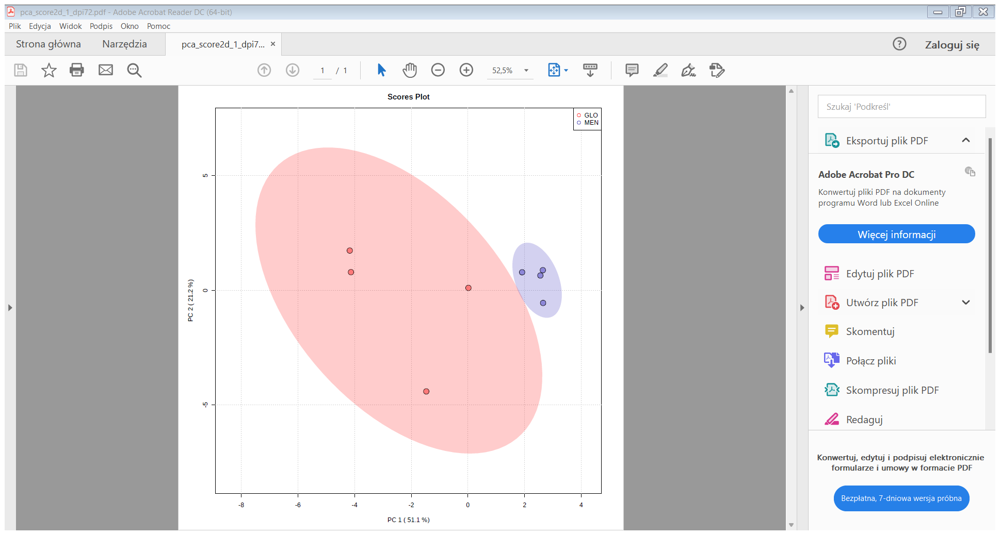 pca_score2d_1_dpi72.pdf - Adobe Acrobat Reader DC (64-bit)
Plik Edycja Widok Podpis Okno Pomoc
Strona główna Narzędzia pca_score2d_1_dpi7... × ? Zaloguj się
1 / 1 52,5%
Scores Plot
GLO
MEN
5
0
-5
PC 2 ( 21.2 %)
-8 -6 -4 -2 0 2 4
PC 1 ( 51.1 %)
Szukaj 'Podkreśl'
Eksportuj plik PDF
Adobe Acrobat Pro DC
Konwertuj pliki PDF na dokumenty
programu Word lub Excel Online
Więcej informacji
Edytuj plik PDF
Utwórz plik PDF
Skomentuj
Połącz pliki
Skompresuj plik PDF
Redaguj
Konwertuj, edytuj i podpisuj elektronicznie
formularze i umowy w formacie PDF
Bezpłatna, 7-dniowa wersja próbna